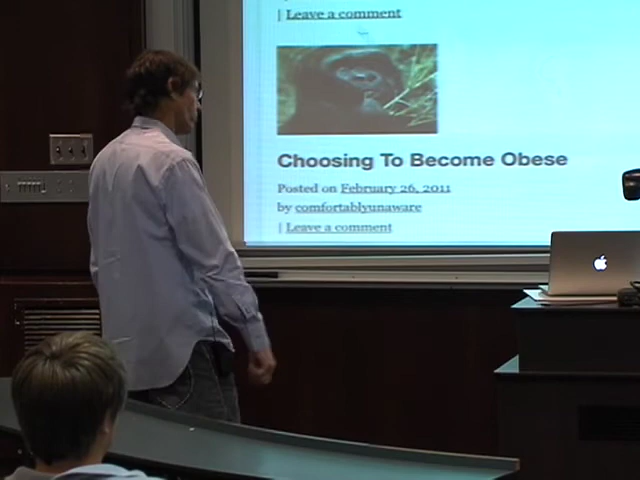 | Leave a comment
Choosing To Become Obese
Posted on February 26, 2011
by comfortablyunaware
| Leave a comment